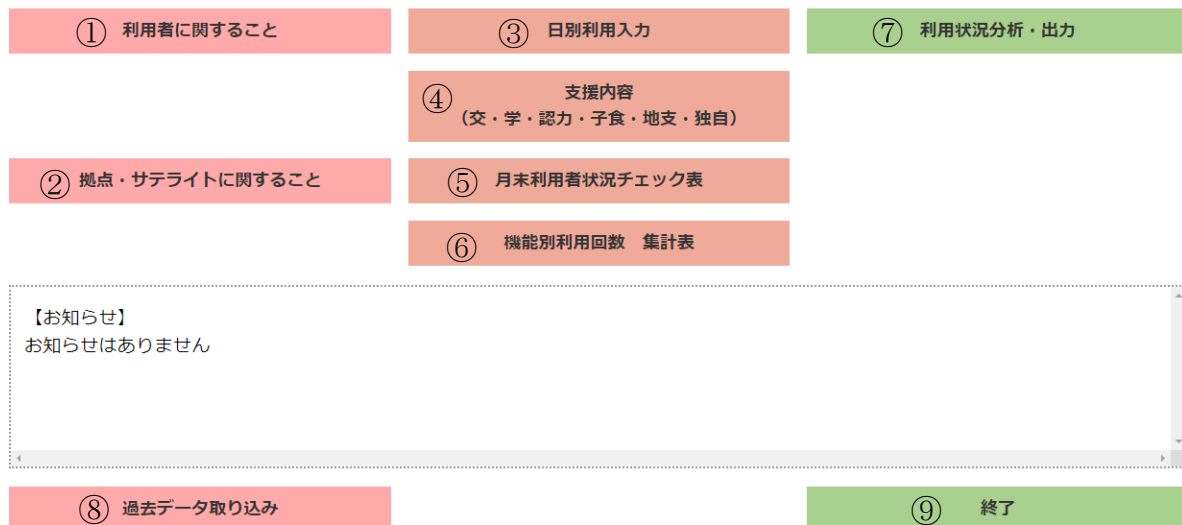 ① 利用者に関すること
③ 日別利用入力
⑦ 利用状況分析・出力
④ 支援内容
（交・学・認力・子食・地支・独自）
② 拠点・サテライトに関すること
⑤ 月末利用者状況チェック表
⑥ 機能別利用回数　集計表
【お知らせ】
お知らせはありません
⑧ 過去データ取り込み
⑨ 終了